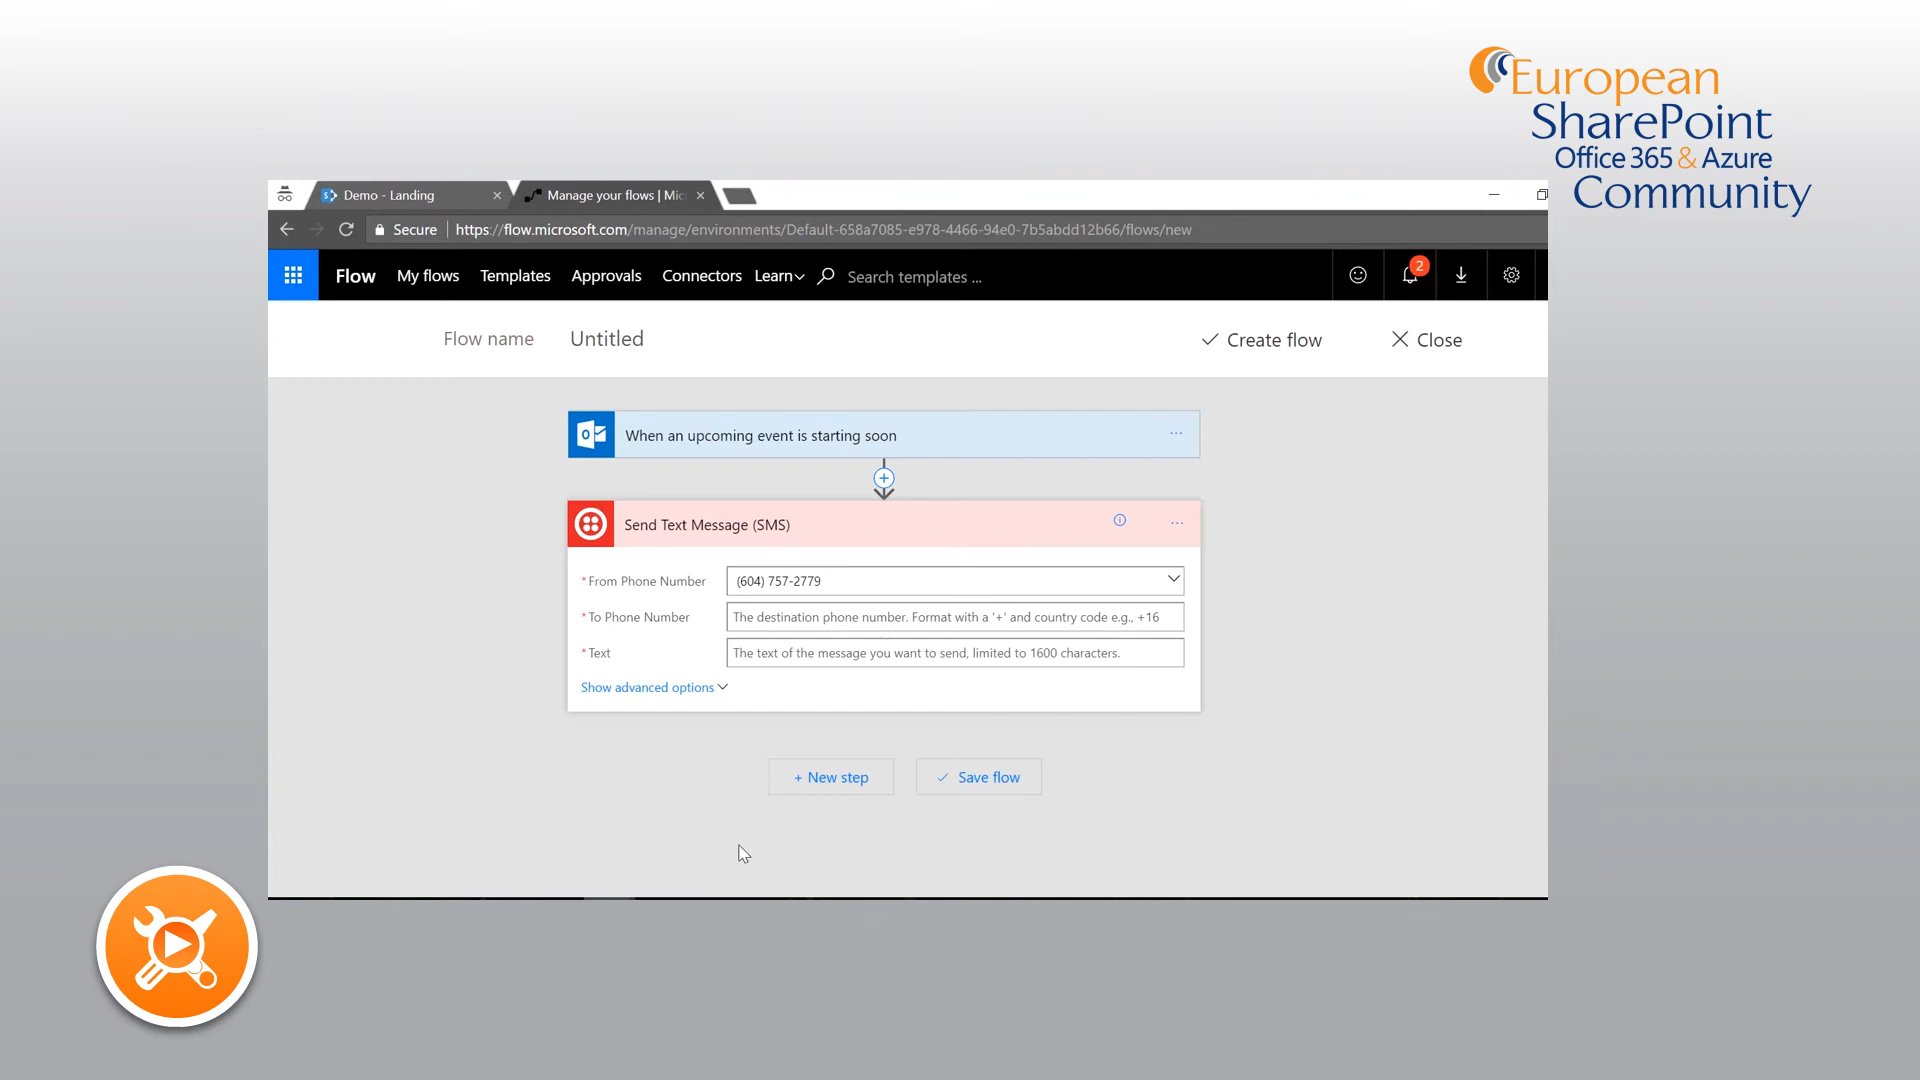 European
SharePoint
Office 365 & Azure
Community
Demo - Landing
Manage your flows | Mic
Secure
https://flow.microsoft.com/manage/environments/Default-658a7085-e978-4466-94e0-7b5abdd12b66/flows/new
Flow My flows Templates Approvals Connectors Learn Search templates ... 2
Flow name Untitled Create flow Close
When an upcoming event is starting soon ...
+
Send Text Message (SMS) ...
* From Phone Number (604) 757-2779
* To Phone Number The destination phone number. Format with a '+' and country code e.g., +16
* Text The text of the message you want to send, limited to 1600 characters.
Show advanced options
+ New step Save flow